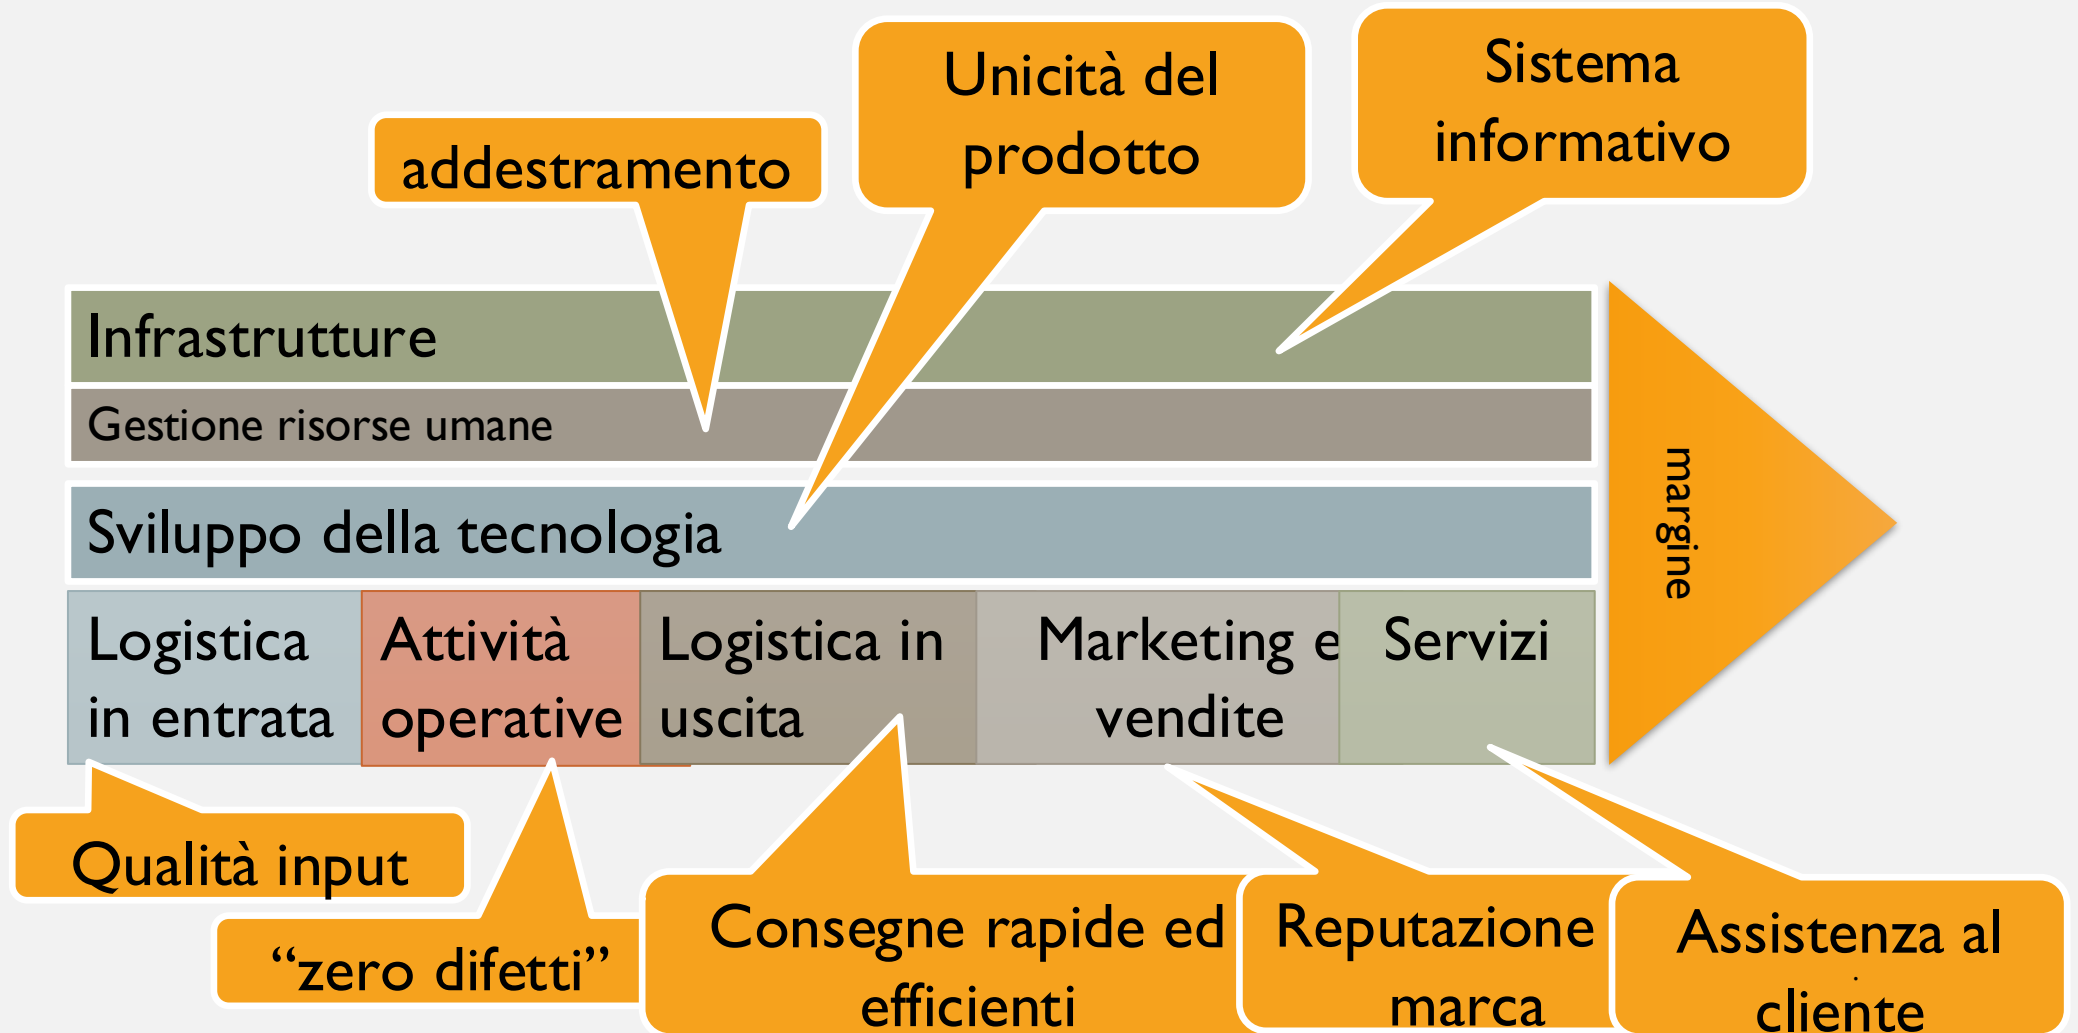 Unicità del
prodotto
Sistema
informativo
addestramento
Infrastrutture
Gestione risorse umane
Sviluppo della tecnologia
margine
Logistica
in entrata
Attività
operative
Logistica in
uscita
Marketing e
vendite
Servizi
Qualità input
“zero difetti”
Consegne rapide ed
efficienti
Reputazione
marca
Assistenza al
cliente